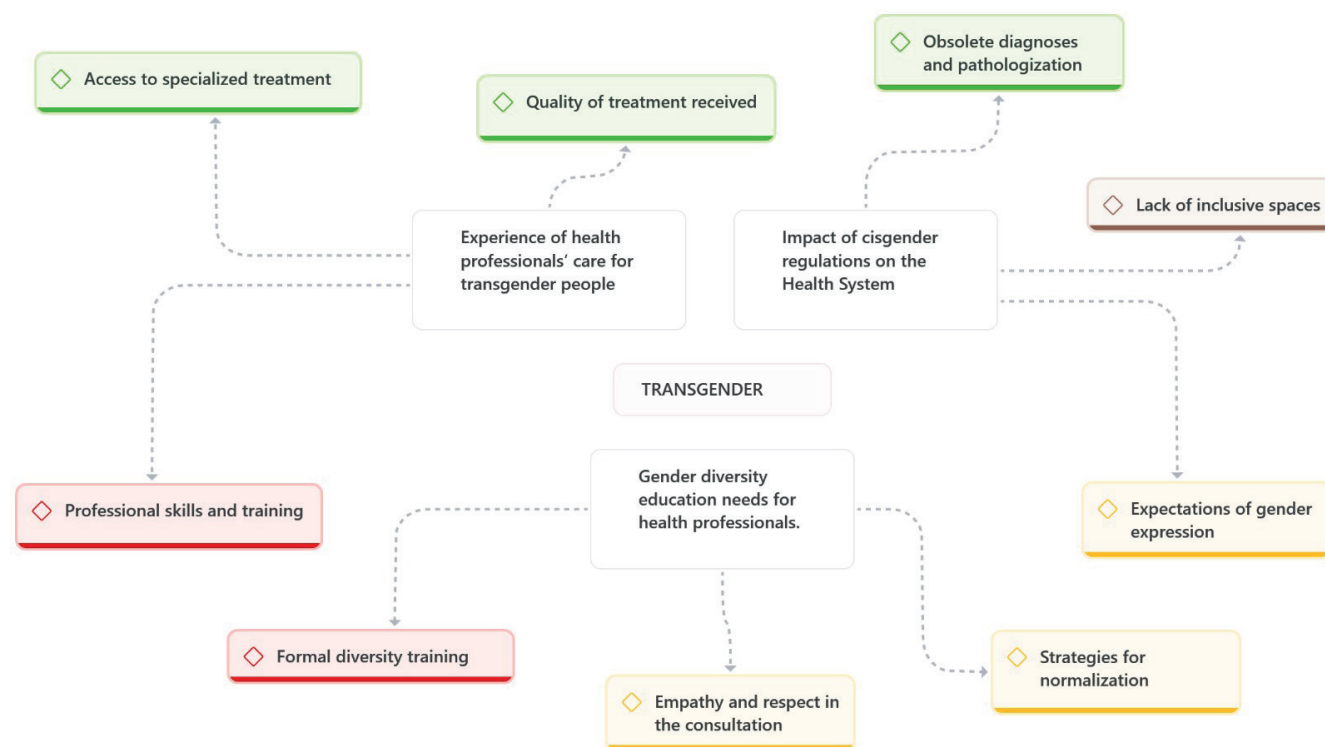 Obsolete diagnoses
and pathologization
Access to specialized treatment
Quality of treatment received
Lack of inclusive spaces
Experience of health
professionals‘ care for
transgender people
Impact of cisgender
regulations on the
Health System
TRANSGENDER
Gender diversity
education needs for
health professionals.
Professional skills and training
Expectations of gender
expression
Formal diversity training
Strategies for
normalization
Empathy and respect in
the consultation